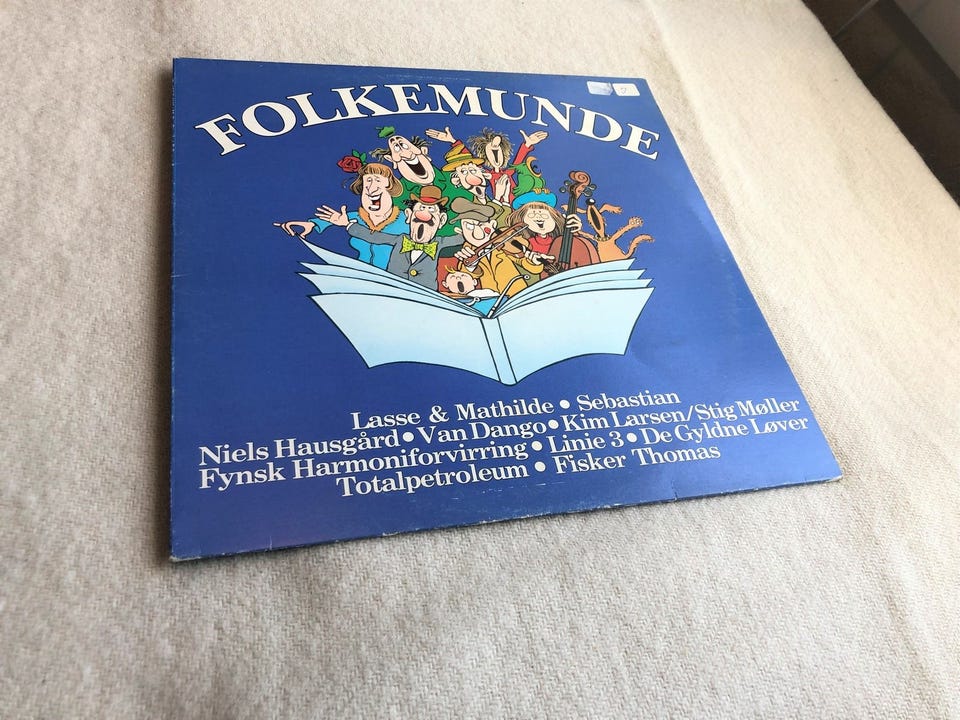 FOLKEMUNDE
Lasse & Mathilde • Sebastian
Niels Hausgård • Van Dango • Kim Larsen/Stig Møller
Fynsk Harmoniforvirring • Linie 3 • De Gyldne Løver
Totalpetroleum • Fisker Thomas